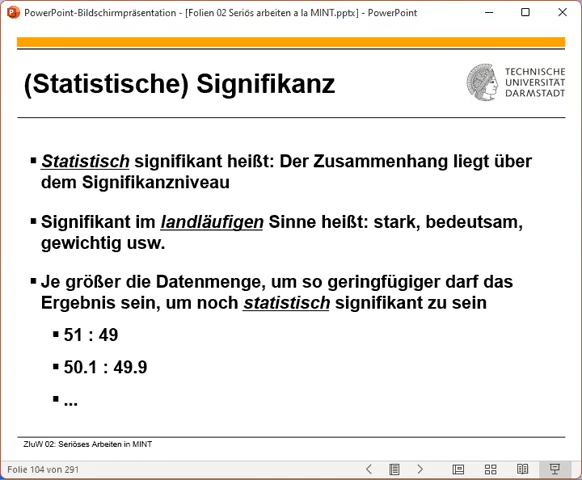 PowerPoint-Bildschirmpräsentation - [Folien 02 Seriös arbeiten a la MINT.pptx] - PowerPoint
(Statistische) Signifikanz
TECHNISCHE
UNIVERSITÄT
DARMSTADT
▪ Statistisch signifikant heißt: Der Zusammenhang liegt über
dem Signifikanzniveau
▪ Signifikant im landläufigen Sinne heißt: stark, bedeutsam,
gewichtig usw.
▪ Je größer die Datenmenge, um so geringfügiger darf das
Ergebnis sein, um noch statistisch signifikant zu sein
▪ 51 : 49
▪ 50.1 : 49.9
▪ ...
ZIuW 02: Seriöses Arbeiten in MINT
Folie 104 von 291